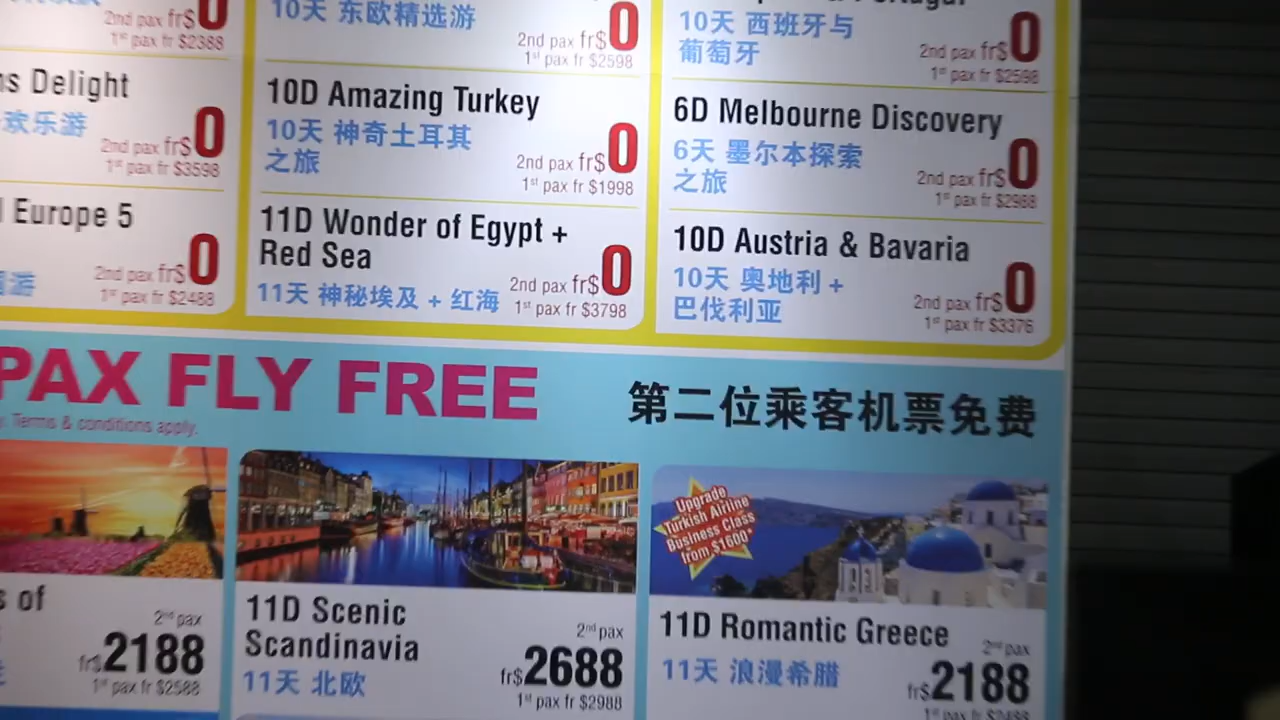 2nd pax fr$0
1st pax fr $2388
s Delight
欢乐游
2nd pax fr$0
1st pax fr $3598
Europe 5
游
2nd pax fr$0
1st pax fr $2488
10天 东欧精选游
2nd pax fr$0
1st pax fr $2598
10D Amazing Turkey
10天 神奇土耳其
之旅
2nd pax fr$0
1st pax fr $1998
11D Wonder of Egypt +
Red Sea
11天 神秘埃及 + 红海
2nd pax fr$0
1st pax fr $3798
10天 西班牙与
葡萄牙
2nd pax fr$0
1st pax fr $2598
6D Melbourne Discovery
6天 墨尔本探索
之旅
2nd pax fr$0
1st pax fr $2988
10D Austria & Bavaria
10天 奥地利 +
巴伐利亚
2nd pax fr$0
1st pax fr $3376
PAX FLY FREE
第二位乘客机票免费
Terms & conditions apply.
s of
2nd pax
fr$2188
1st pax fr $2588
11D Scenic
Scandinavia
11天 北欧
2nd pax
fr$2688
1st pax fr $2988
Upgrade
Turkish Airline
Business Class
from $1600*
11D Romantic Greece
11天 浪漫希腊
2nd pax
fr$2188
1st pax fr $2488